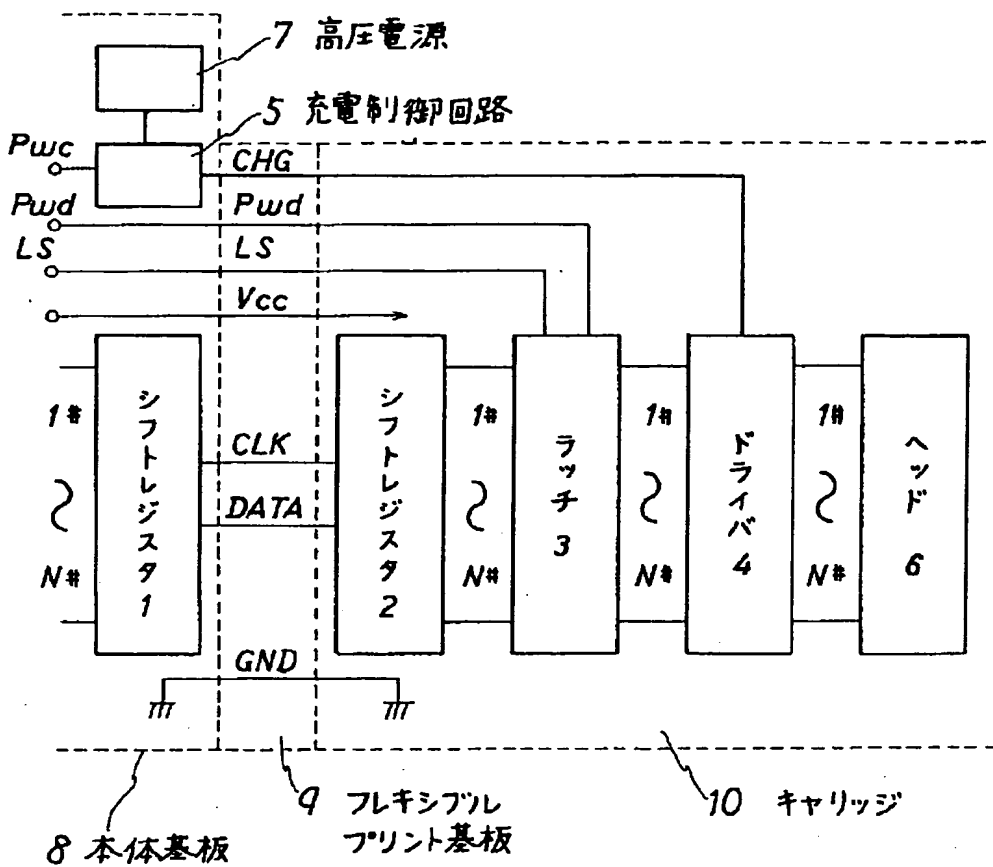 7 高圧電源
5 充電制御回路
Pwc
CHG
Pwd
Pwd
LS
LS
Vcc
シフトレジスタ1
シフトレジスタ2
ラッチ3
ドライバ4
ヘッド6
1#
1#
1#
1#
CLK
DATA
N#
N#
N#
N#
GND
9 フレキシブル
プリント基板
10 キャリッジ
8 本体基板